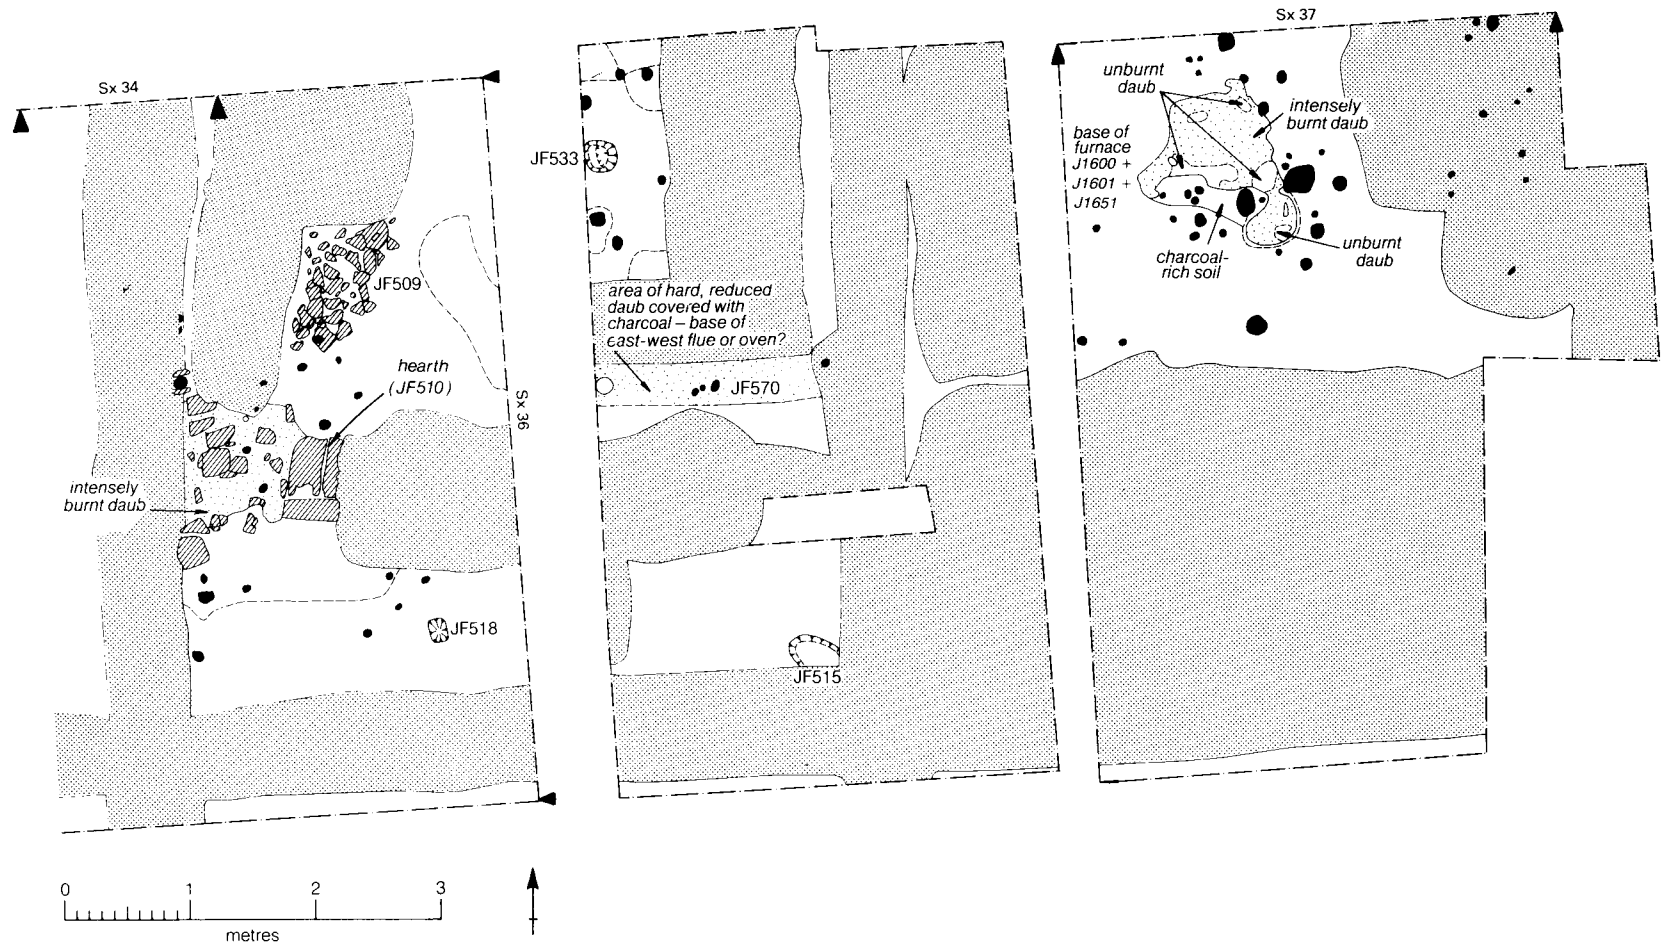 Sx 34
Sx 37
unburnt
daub
intensely
burnt daub
base of
furnace
J1600 +
J1601 +
J1651
JF533
unburnt
daub
charcoal-
rich soil
JF509
area of hard, reduced
daub covered with
charcoal – base of
east-west flue or oven?
hearth
(JF510)
JF570
Sx 36
intensely
burnt daub
JF518
JF515
0 1 2 3
metres